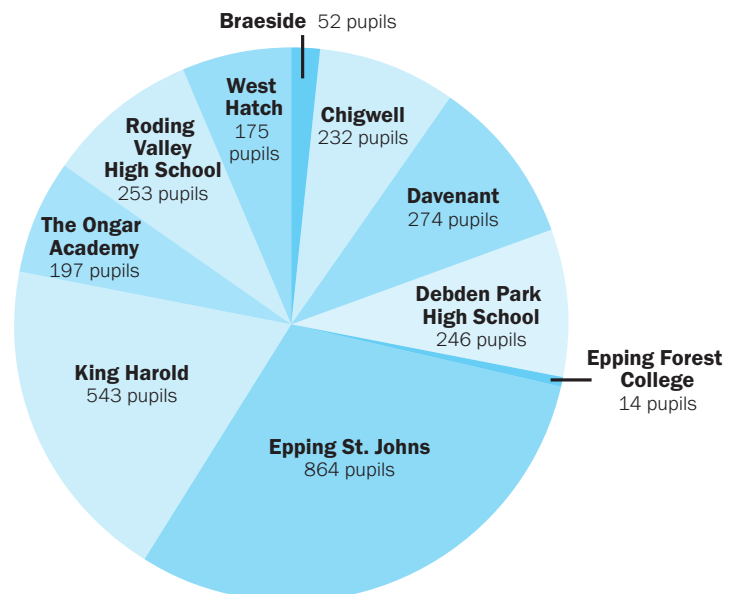 Braeside 52 pupils
West
Hatch
175
pupils
Chigwell
232 pupils
Roding
Valley
High School
253 pupils
Davenant
274 pupils
The Ongar
Academy
197 pupils
Debden Park
High School
246 pupils
Epping Forest
College
14 pupils
King Harold
543 pupils
Epping St. Johns
864 pupils